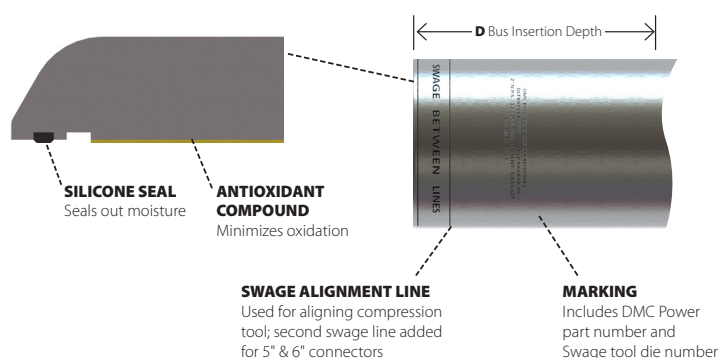 D Bus Insertion Depth
SWAGE BETWEEN LINES
SILICONE SEAL
Seals out moisture
ANTIOXIDANT
COMPOUND
Minimizes oxidation
SWAGE ALIGNMENT LINE
Used for aligning compression
tool; second swage line added
for 5" & 6" connectors
MARKING
Includes DMC Power
part number and
Swage tool die number